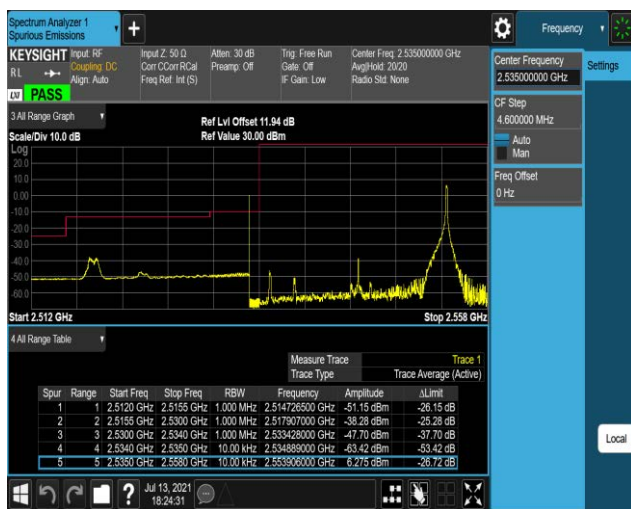 Spectrum Analyzer 1
Spurious Emissions
Frequency
KEYSIGHT Input: RF Input Z: 50 Ω Atten: 30 dB Trig: Free Run Center Freq: 2.535000000 GHz
RL Coupling: DC Corr CCorr RCal Preamp: Off Gate: Off Avg|Hold: 20/20
Align: Auto Freq Ref: Int (S) IF Gain: Low Radio Std: None
LXI PASS
3 All Range Graph
Ref Lvl Offset 11.94 dB
Scale/Div 10.0 dB Ref Value 30.00 dBm
Log
20.0
10.0
0.00
-10.0
-20.0
-30.0
-40.0
-50.0
-60.0
Start 2.512 GHz Stop 2.558 GHz
4 All Range Table
Measure Trace Trace 1
Trace Type Trace Average (Active)
Spur Range Start Freq Stop Freq RBW Frequency Amplitude ΔLimit
1 1 2.5120 GHz 2.5155 GHz 1.000 MHz 2.514726500 GHz -51.15 dBm -26.15 dB
2 2 2.5155 GHz 2.5300 GHz 1.000 MHz 2.517907000 GHz -38.28 dBm -25.28 dB
3 3 2.5300 GHz 2.5340 GHz 1.000 MHz 2.533428000 GHz -47.70 dBm -37.70 dB
4 4 2.5340 GHz 2.5350 GHz 10.00 kHz 2.534889000 GHz -63.42 dBm -53.42 dB
5 5 2.5350 GHz 2.5580 GHz 10.00 kHz 2.553906000 GHz 6.275 dBm -26.72 dB
Jul 13, 2021
18:24:31
Center Frequency
2.535000000 GHz
Settings
CF Step
4.600000 MHz
Auto
Man
Freq Offset
0 Hz
Local